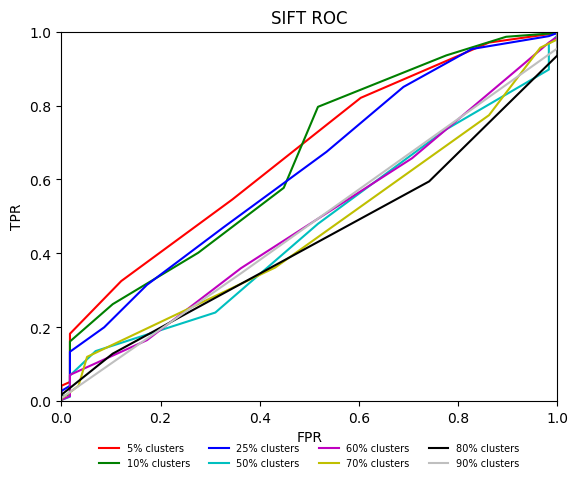 SIFT ROC
1.0
0.8
0.6
0.4
0.2
0.0
TPR
0.0 0.2 0.4 0.6 0.8 1.0
FPR
5% clusters 25% clusters 60% clusters 80% clusters
10% clusters 50% clusters 70% clusters 90% clusters